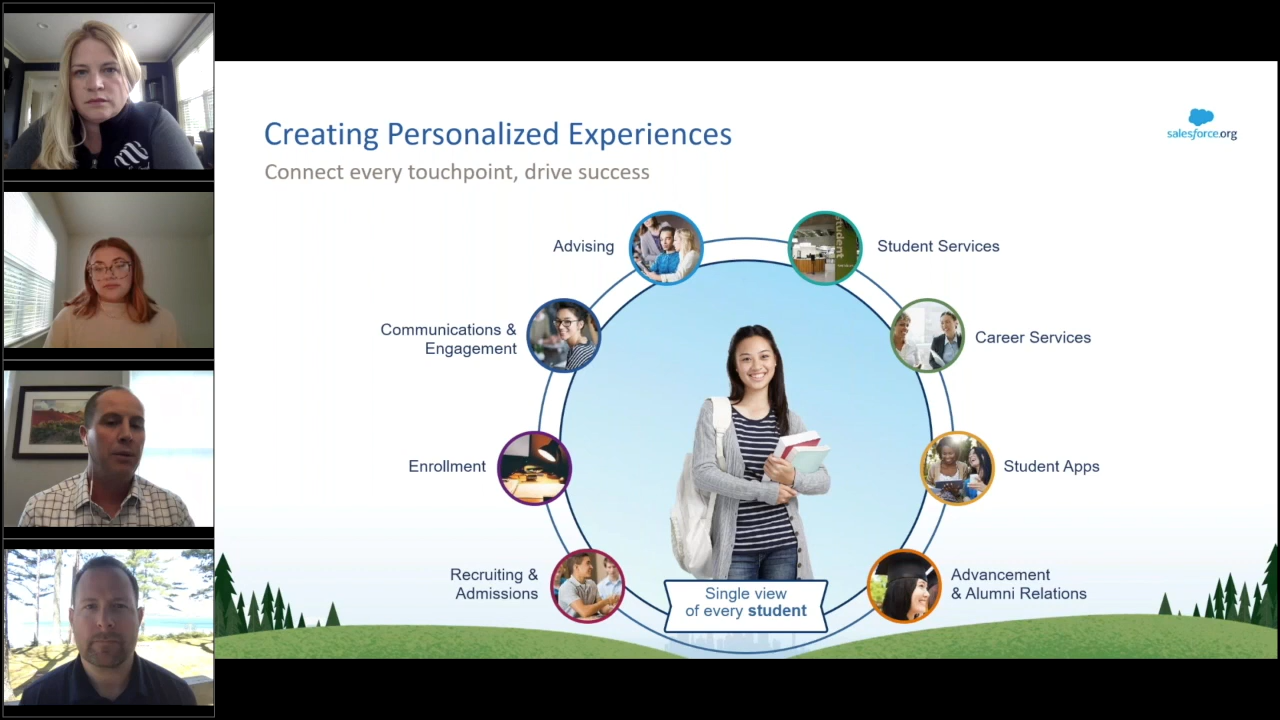 Creating Personalized Experiences
salesforce.org
Connect every touchpoint, drive success
Advising
Student Services
Communications &
Engagement
Career Services
Enrollment
Student Apps
Recruiting &
Admissions
Advancement
& Alumni Relations
Single view
of every student
student